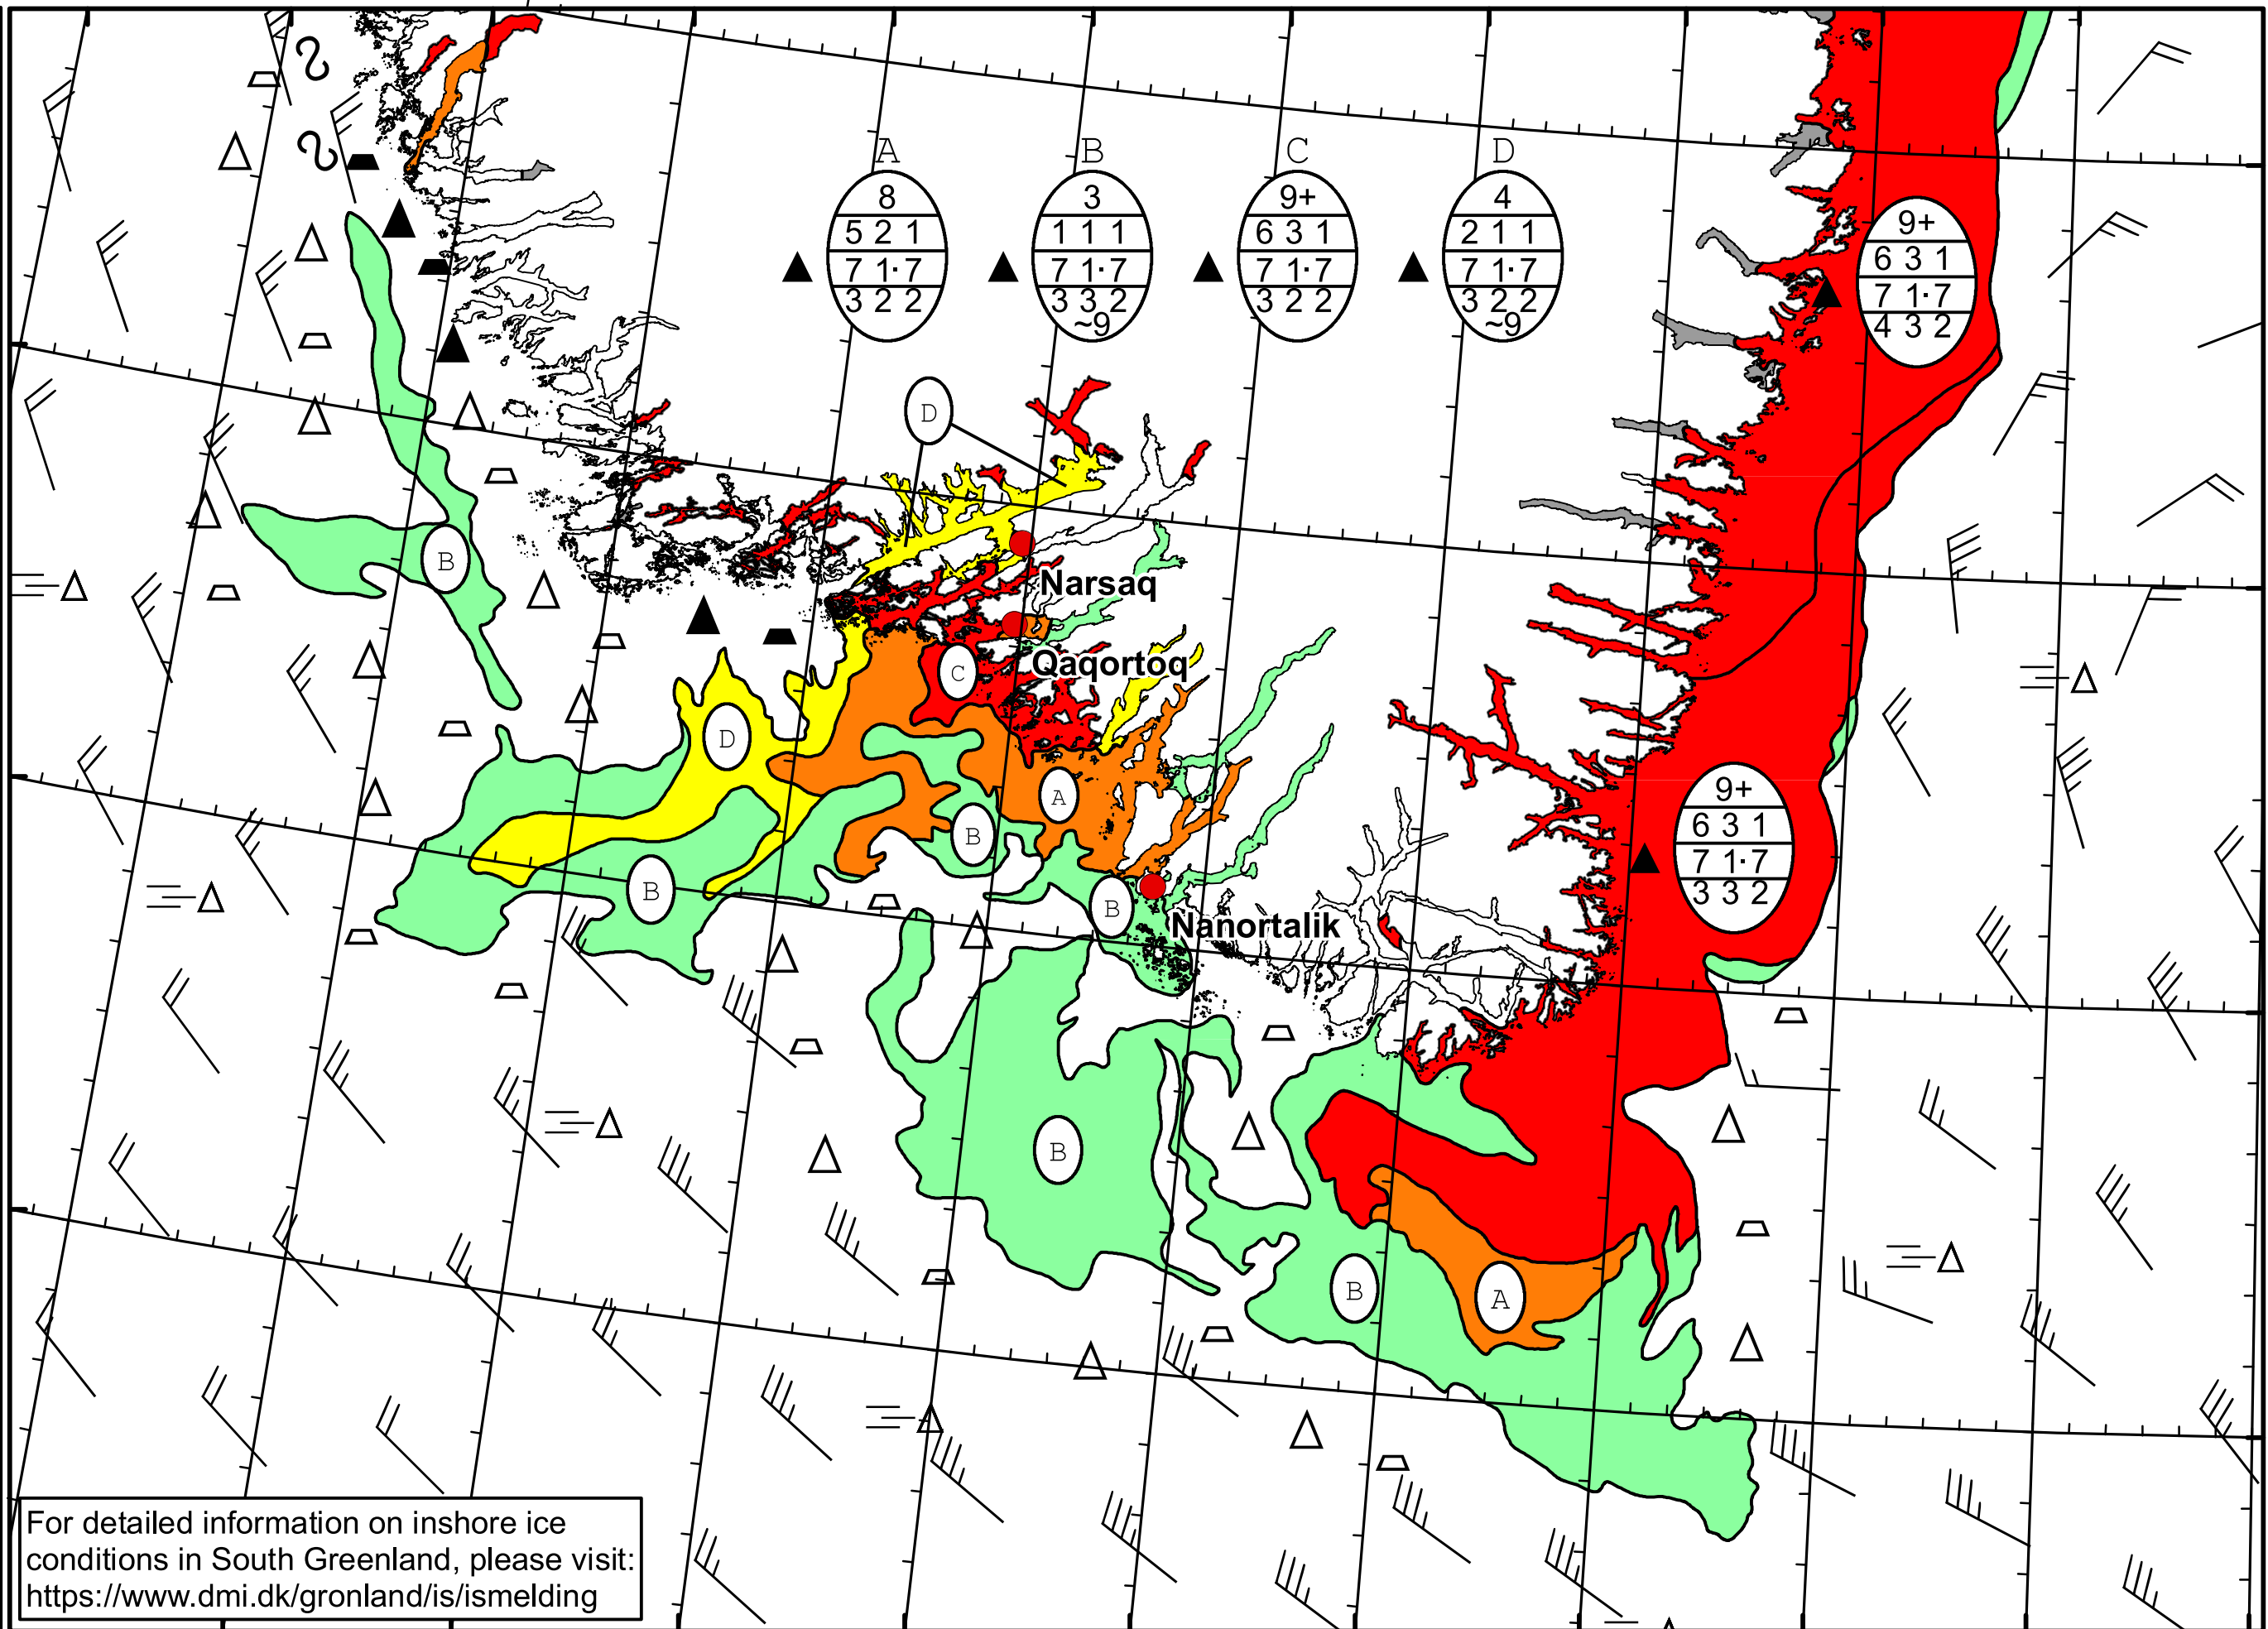 A B C D
8
5 2 1
7 1· 7
3 2 2
3
1 1 1
7 1· 7
3 3 2
~9
9+
6 3 1
7 1· 7
3 2 2
4
2 1 1
7 1· 7
3 2 2
~9
9+
6 3 1
7 1· 7
4 3 2
D
B
Narsaq
C
Qaqortoq
D
A
9+
6 3 1
7 1· 7
3 3 2
B
B
B
Nanortalik
B
B
A
For detailed information on inshore ice
conditions in South Greenland, please visit:
https://www.dmi.dk/gronland/is/ismelding